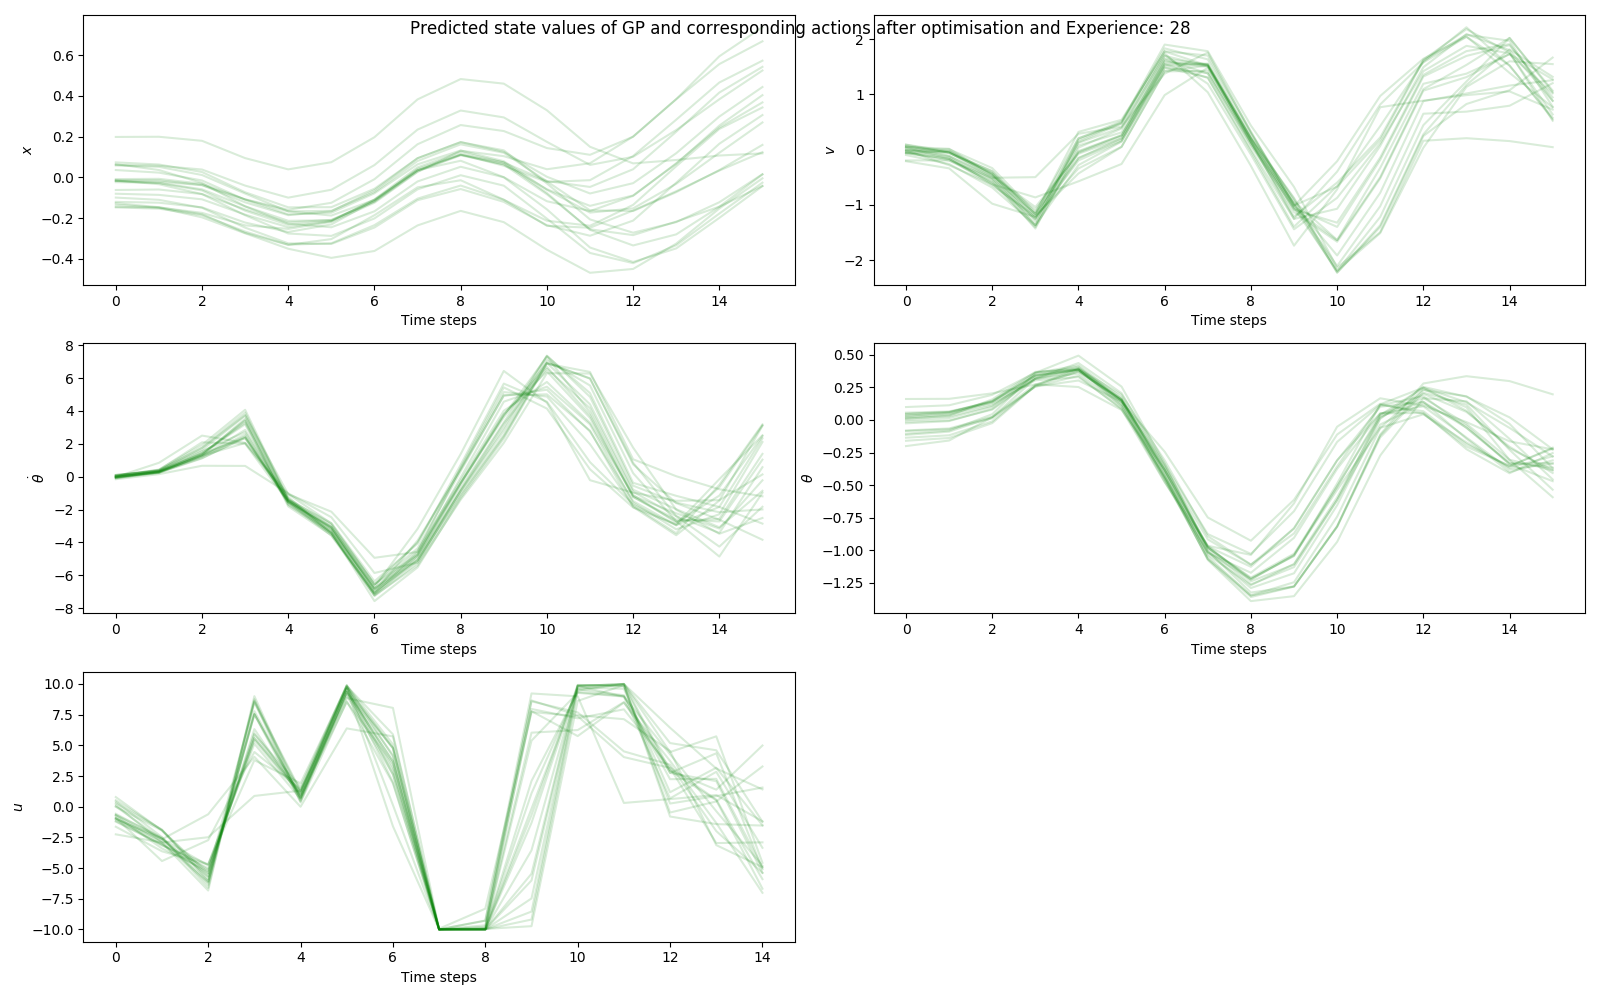 Predicted state values of GP and corresponding actions after optimisation and Experience: 28
0.6
0.4
0.2
0.0
−0.2
−0.4
x
0 2 4 6 8 10 12 14
Time steps
2
1
0
−1
−2
v
0 2 4 6 8 10 12 14
Time steps
8
6
4
2
0
−2
−4
−6
−8
θ̇
0 2 4 6 8 10 12 14
Time steps
0.50
0.25
0.00
−0.25
−0.50
−0.75
−1.00
−1.25
θ
0 2 4 6 8 10 12 14
Time steps
10.0
7.5
5.0
2.5
0.0
−2.5
−5.0
−7.5
−10.0
u
0 2 4 6 8 10 12 14
Time steps